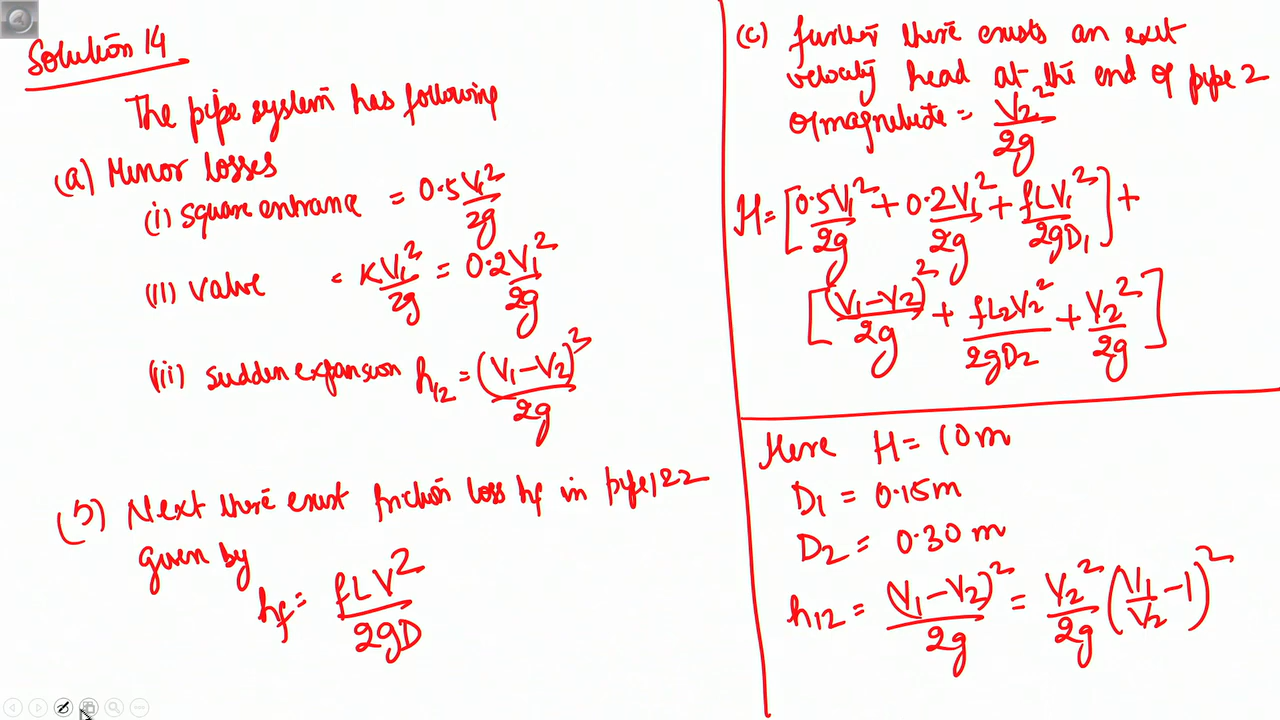 Solution 14
The pipe system has following
(a) Minor losses
(i) square entrance = 0.5V₁²/2g
(ii) valve = KV₁²/2g = 0.2V₁²/2g
(iii) sudden expansion h₁₂ = (V₁-V₂)²/2g
(b) Next there exist friction loss hf in pipe 1 & 2
given by
hf = fLV²/2gD
(c) further there exists an exit
velocity head at the end of pipe 2
of magnitude = V₂²/2g
H = [0.5V₁²/2g + 0.2V₁²/2g + fLV₁²/2gD₁] +
[(V₁-V₂)²/2g + fL₂V₂²/2gD₂ + V₂²/2g]
Here H = 10m
D₁ = 0.15m
D₂ = 0.30m
h₁₂ = (V₁-V₂)²/2g = V₂²/2g (V₁/V₂ - 1)²